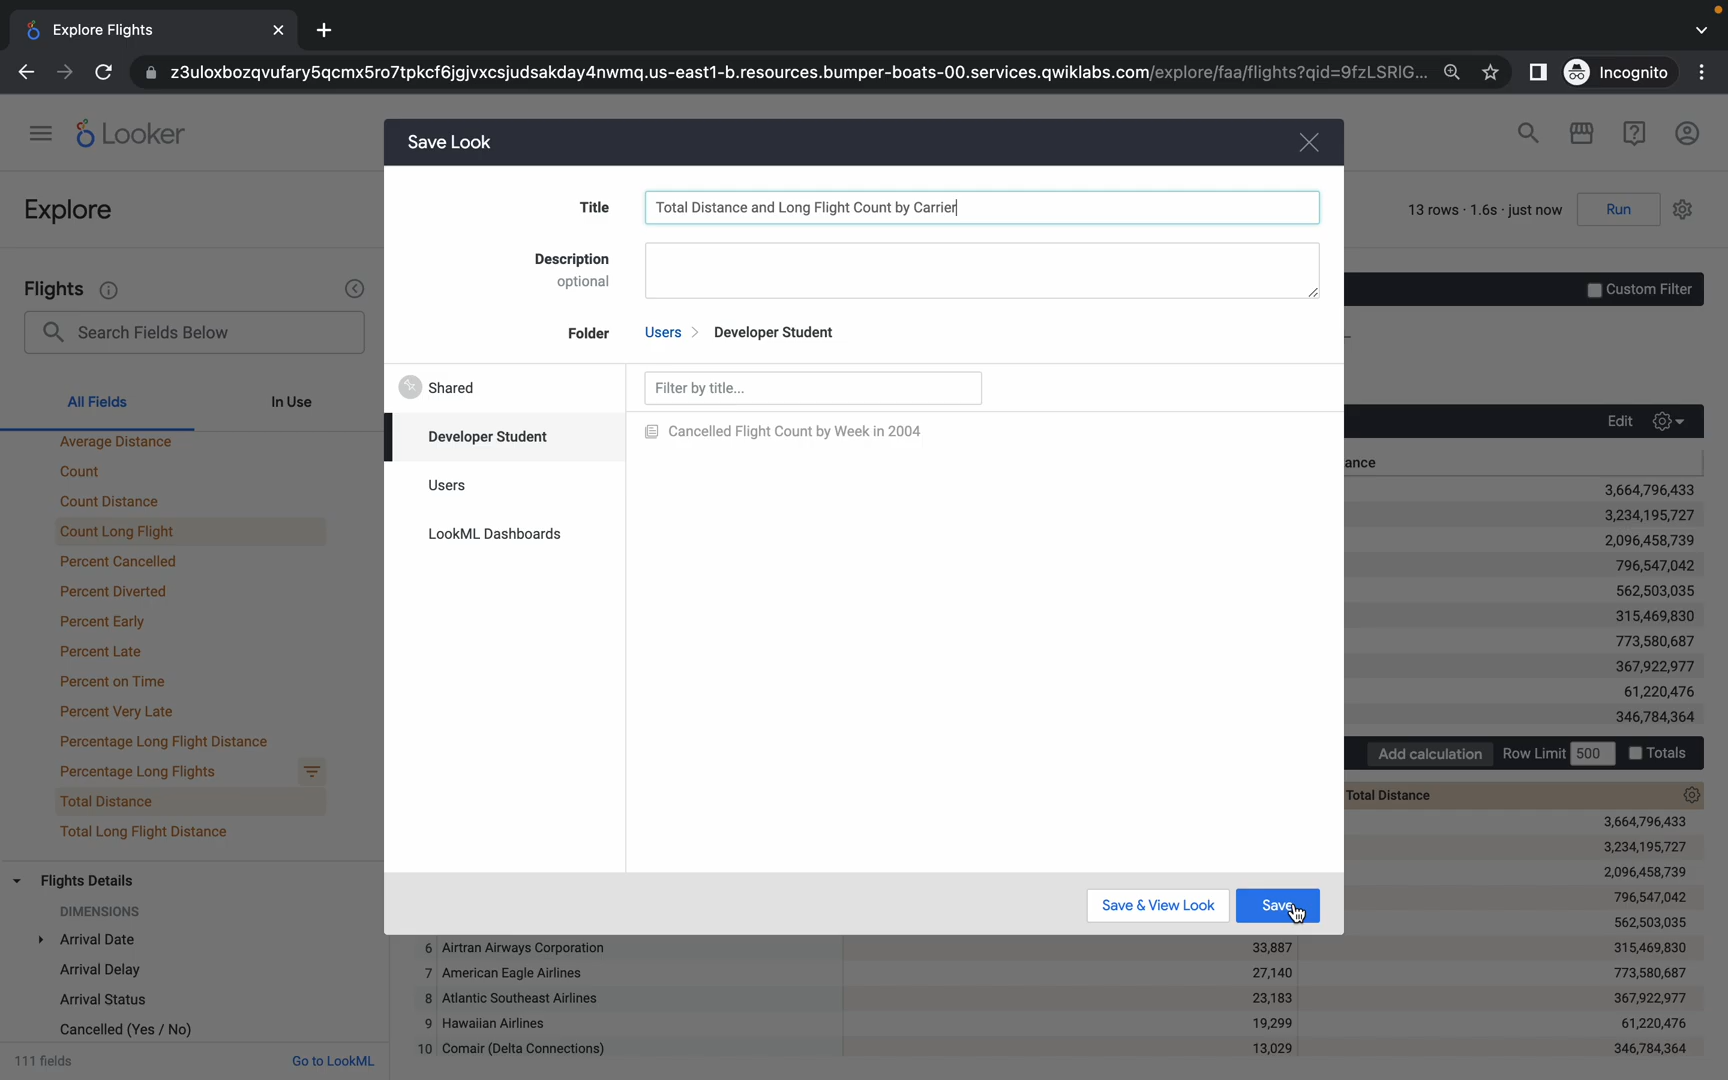 Explore Flights
z3uloxbozqvufary5qcmx5ro7tpkcf6jgjvxcsjudsakday4nwmq.us-east1-b.resources.bumper-boats-00.services.qwiklabs.com/explore/faa/flights?qid=9fzLSRIG...
Incognito
Looker
Save Look
Explore
13 rows · 1.6s · just now
Run
Title
Total Distance and Long Flight Count by Carrier
Description
optional
Folder
Users > Developer Student
Flights
Custom Filter
Search Fields Below
All Fields
In Use
Shared
Filter by title...
Developer Student
Cancelled Flight Count by Week in 2004
Users
LookML Dashboards
Edit
Average Distance
Count
Count Distance
Count Long Flight
Percent Cancelled
Percent Diverted
Percent Early
Percent Late
Percent on Time
Percent Very Late
Percentage Long Flight Distance
Percentage Long Flights
Total Distance
Total Long Flight Distance
ance
3,664,796,433
3,234,195,727
2,096,458,739
796,547,042
562,503,035
315,469,830
773,580,687
367,922,977
61,220,476
346,784,364
Add calculation
Row Limit 500
Totals
Total Distance
3,664,796,433
3,234,195,727
2,096,458,739
796,547,042
562,503,035
Save & View Look
Save
Flights Details
DIMENSIONS
Arrival Date
Arrival Delay
Arrival Status
Cancelled (Yes / No)
6 Airtran Airways Corporation 33,887 315,469,830
7 American Eagle Airlines 27,140 773,580,687
8 Atlantic Southeast Airlines 23,183 367,922,977
9 Hawaiian Airlines 19,299 61,220,476
10 Comair (Delta Connections) 13,029 346,784,364
111 fields
Go to LookML